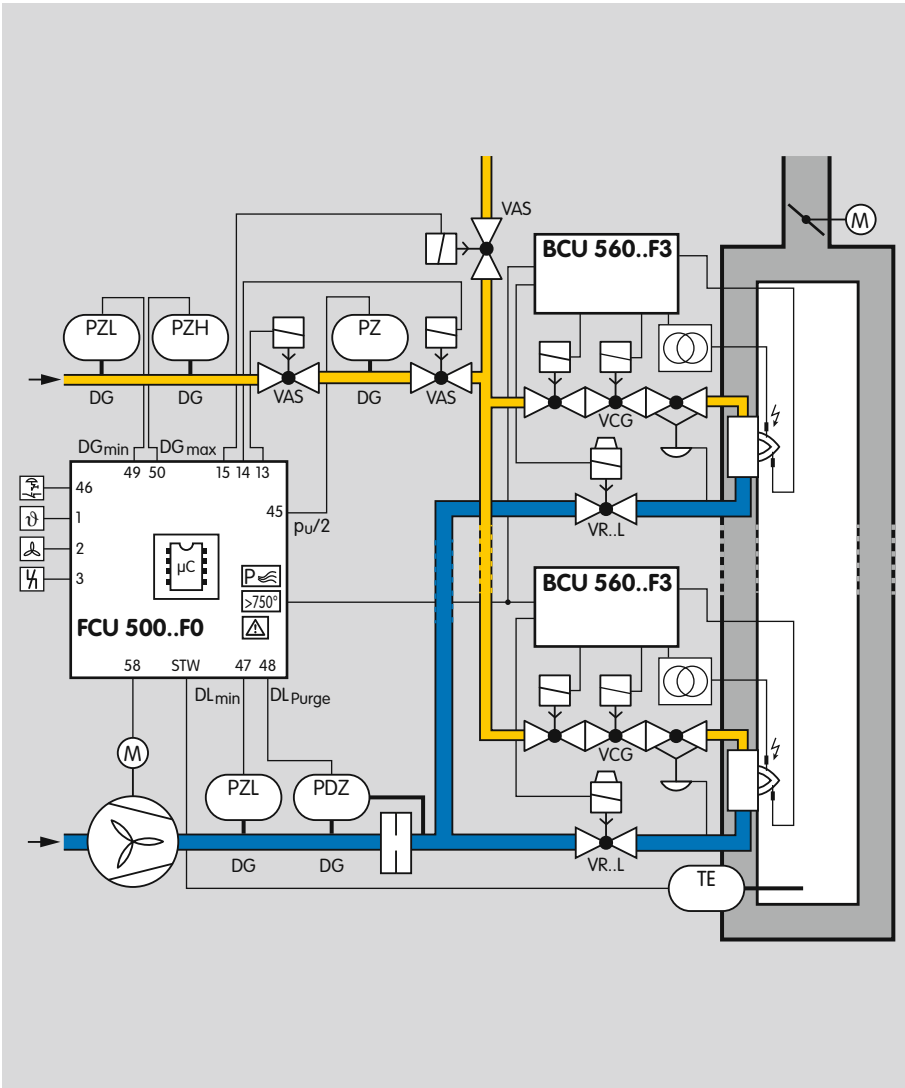 VAS
M
BCU 560..F3
PZL
PZH
PZ
DG
DG
VAS
DG
VAS
VCG
DGmin
DGmax
49 50
15 14 13
46
45
1
ϑ
pu/2
VR..L
2
µC
3
P
>750°
BCU 560..F3
FCU 500..F0
58
STW
47 48
DLmin
DLPurge
M
VCG
PZL
PDZ
DG
DG
VR..L
TE